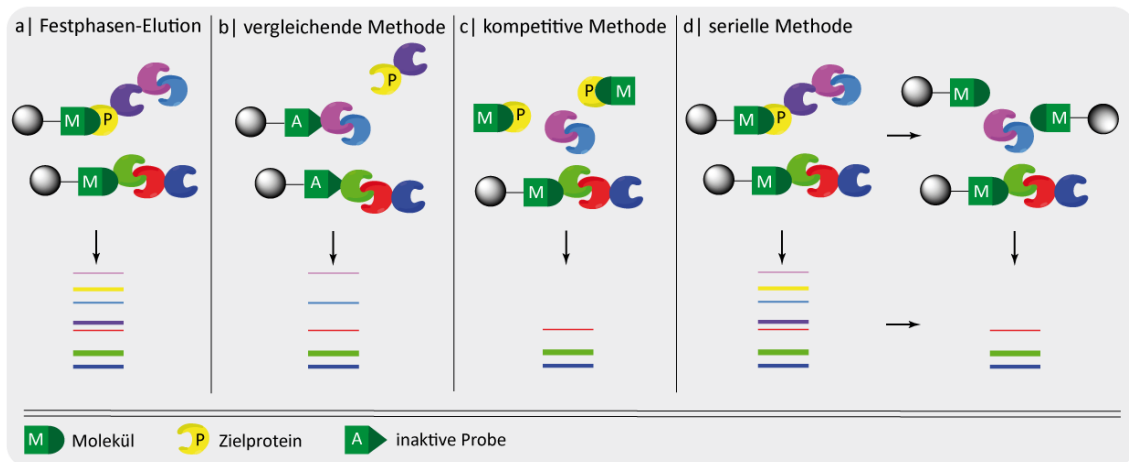 a| Festphasen-Elution
b| vergleichende Methode
c| kompetitive Methode
d| serielle Methode
M P
M
P
A
A
M P
P M
M
M P
M
M
M
M
M Molekül
P Zielprotein
A inaktive Probe